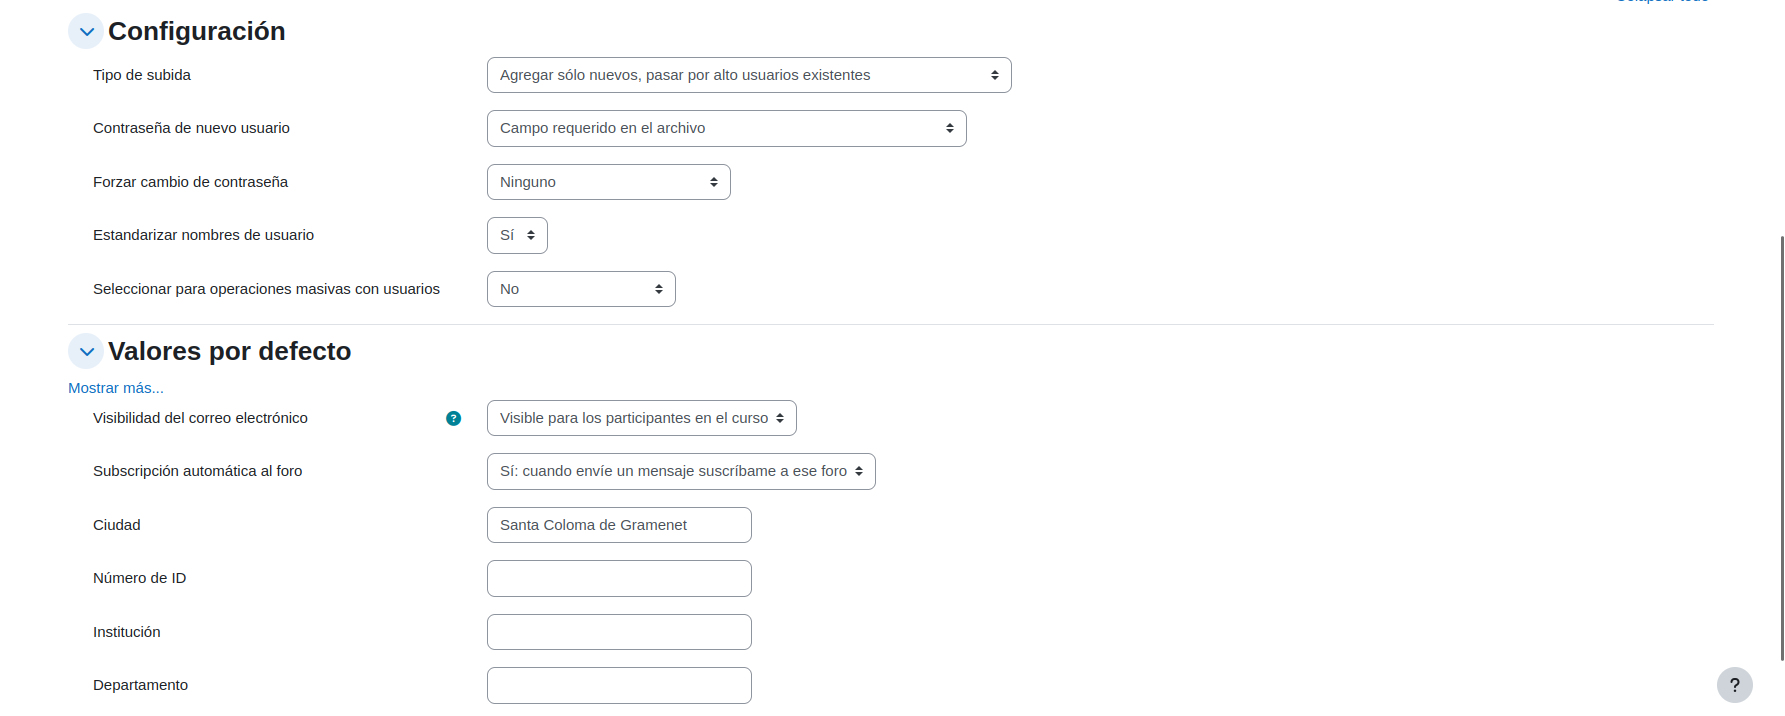 Colapsar todo
Configuración
Tipo de subida
Agregar sólo nuevos, pasar por alto usuarios existentes
Contraseña de nuevo usuario
Campo requerido en el archivo
Forzar cambio de contraseña
Ninguno
Estandarizar nombres de usuario
Sí
Seleccionar para operaciones masivas con usuarios
No
Valores por defecto
Mostrar más...
Visibilidad del correo electrónico
?
Visible para los participantes en el curso
Subscripción automática al foro
Sí: cuando envíe un mensaje suscríbame a ese foro
Ciudad
Santa Coloma de Gramenet
Número de ID
Institución
Departamento
?